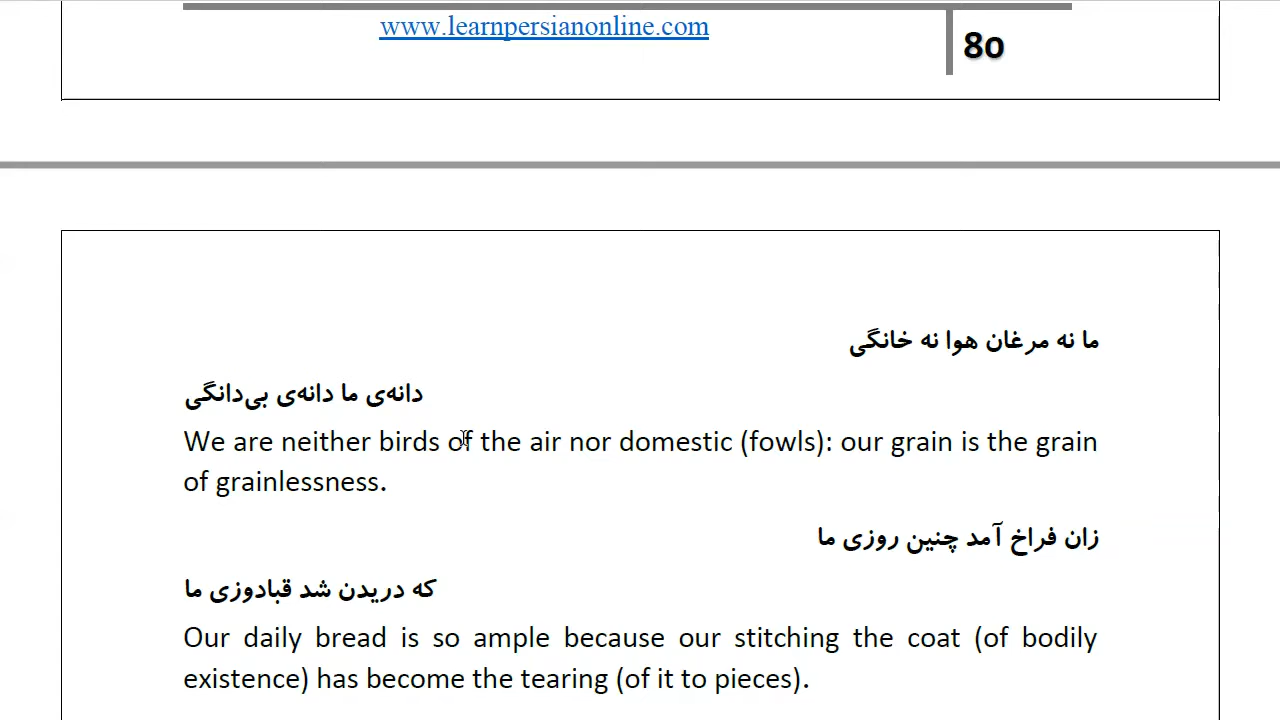 www.learnpersianonline.com
80
ما نه مرغان هوا نه خانگی
دانه‌ی ما دانه‌ی بی‌دانگی
We are neither birds of the air nor domestic (fowls): our grain is the grain
of grainlessness.
زان فراخ آمد چنین روزی ما
که دریدن شد قبادوزی ما
Our daily bread is so ample because our stitching the coat (of bodily
existence) has become the tearing (of it to pieces).